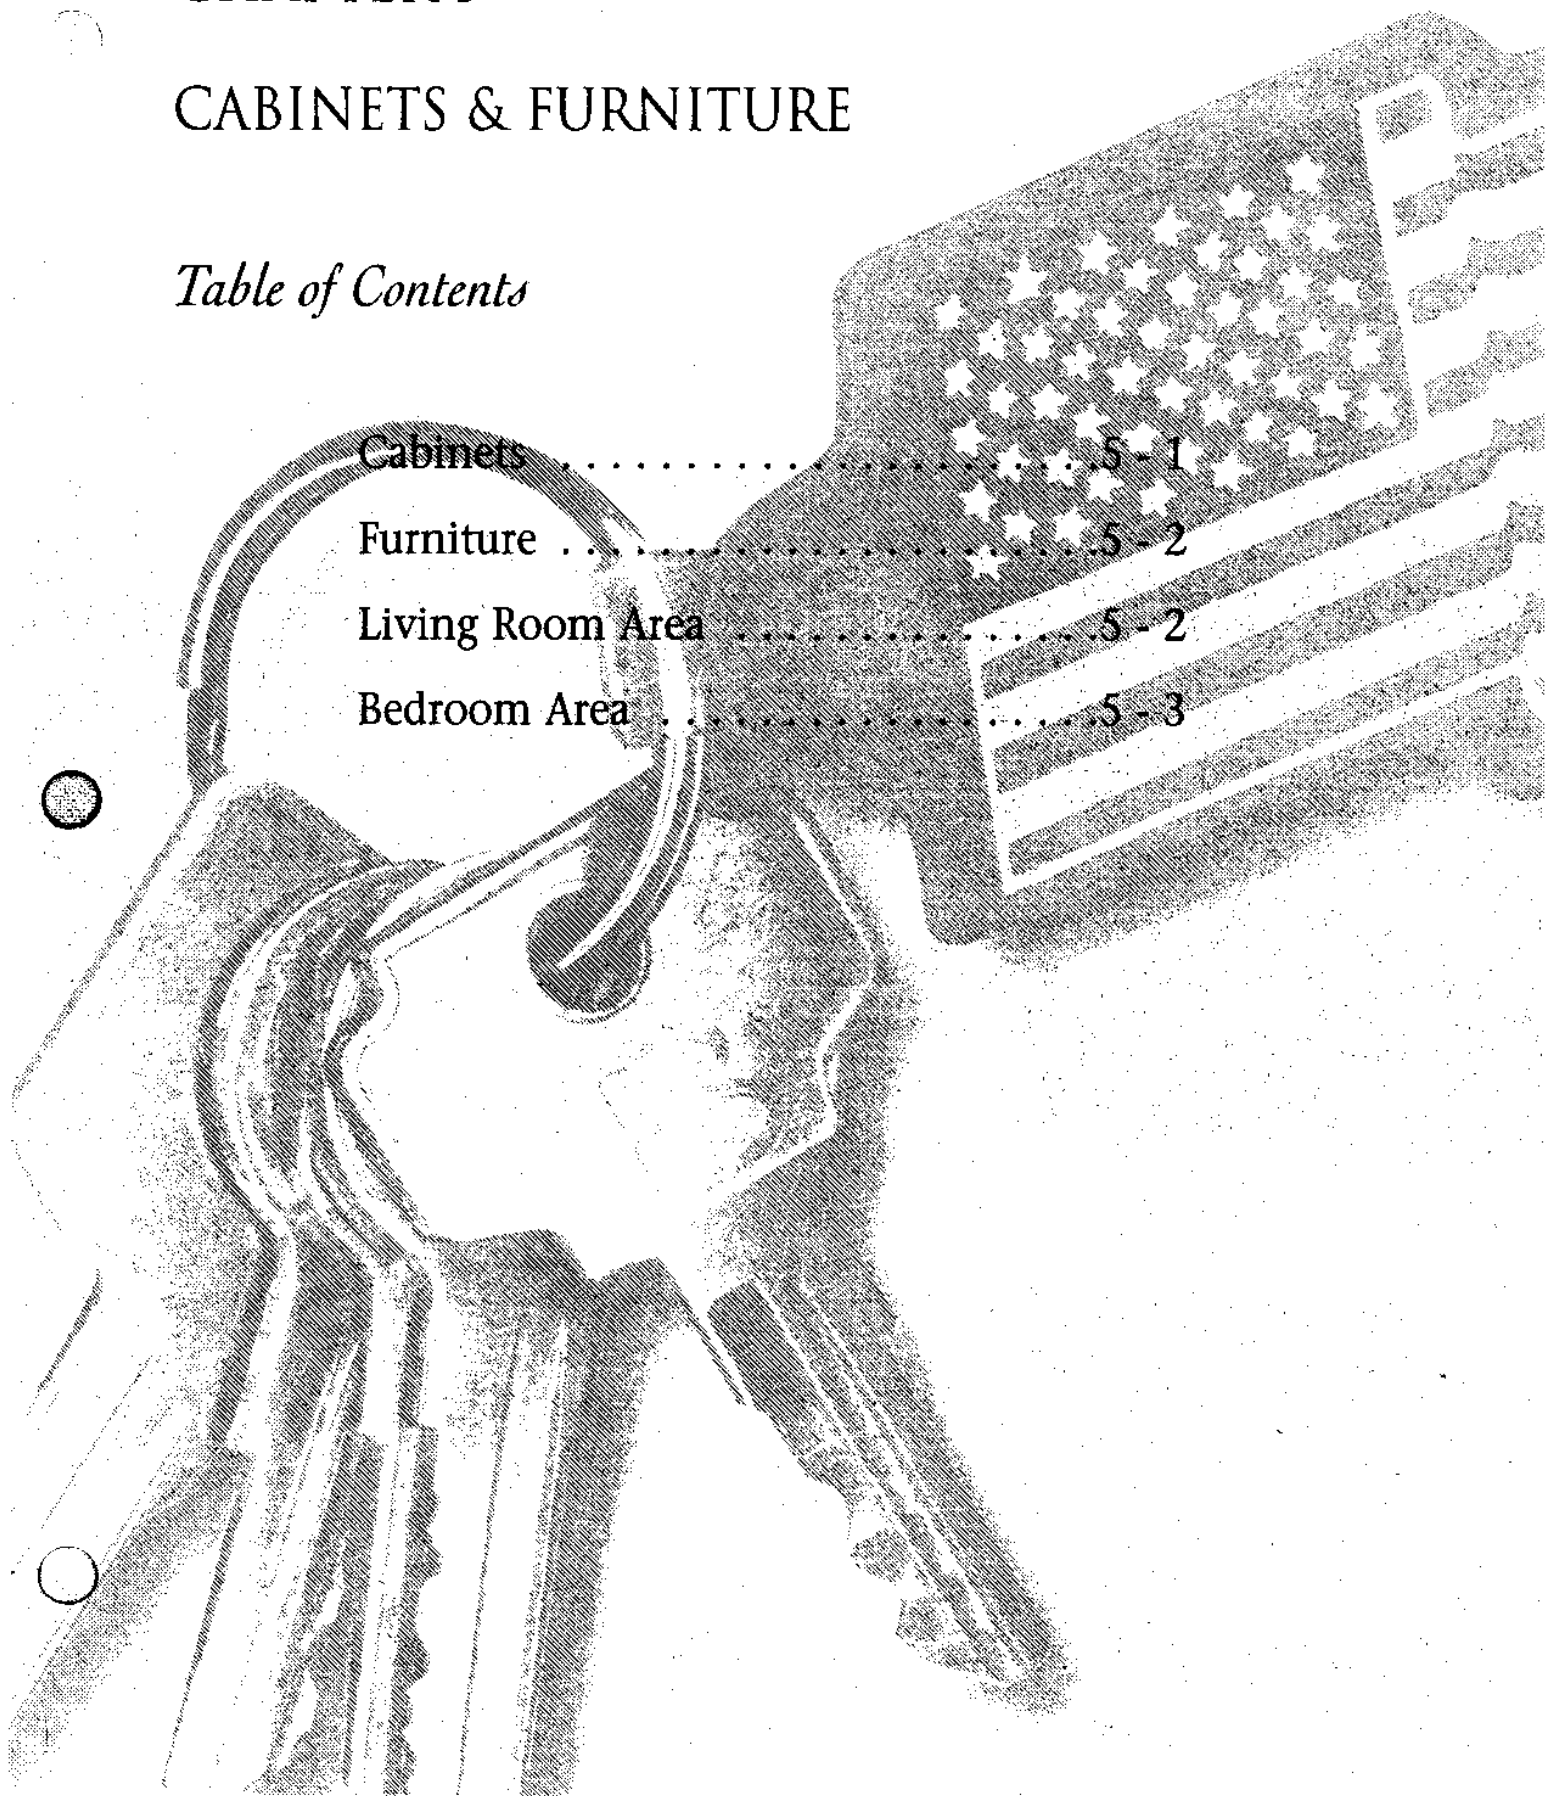 CABINETS & FURNITURE
Table of Contents
Cabinets . . . . . . . . . . . . . . . . . . . . . . . . . . .5 - 1
Furniture . . . . . . . . . . . . . . . . . . . . . . . . . . .5 - 2
Living Room Area . . . . . . . . . . . . . . . . . .5 - 2
Bedroom Area . . . . . . . . . . . . . . . . . . . . . .5 - 3